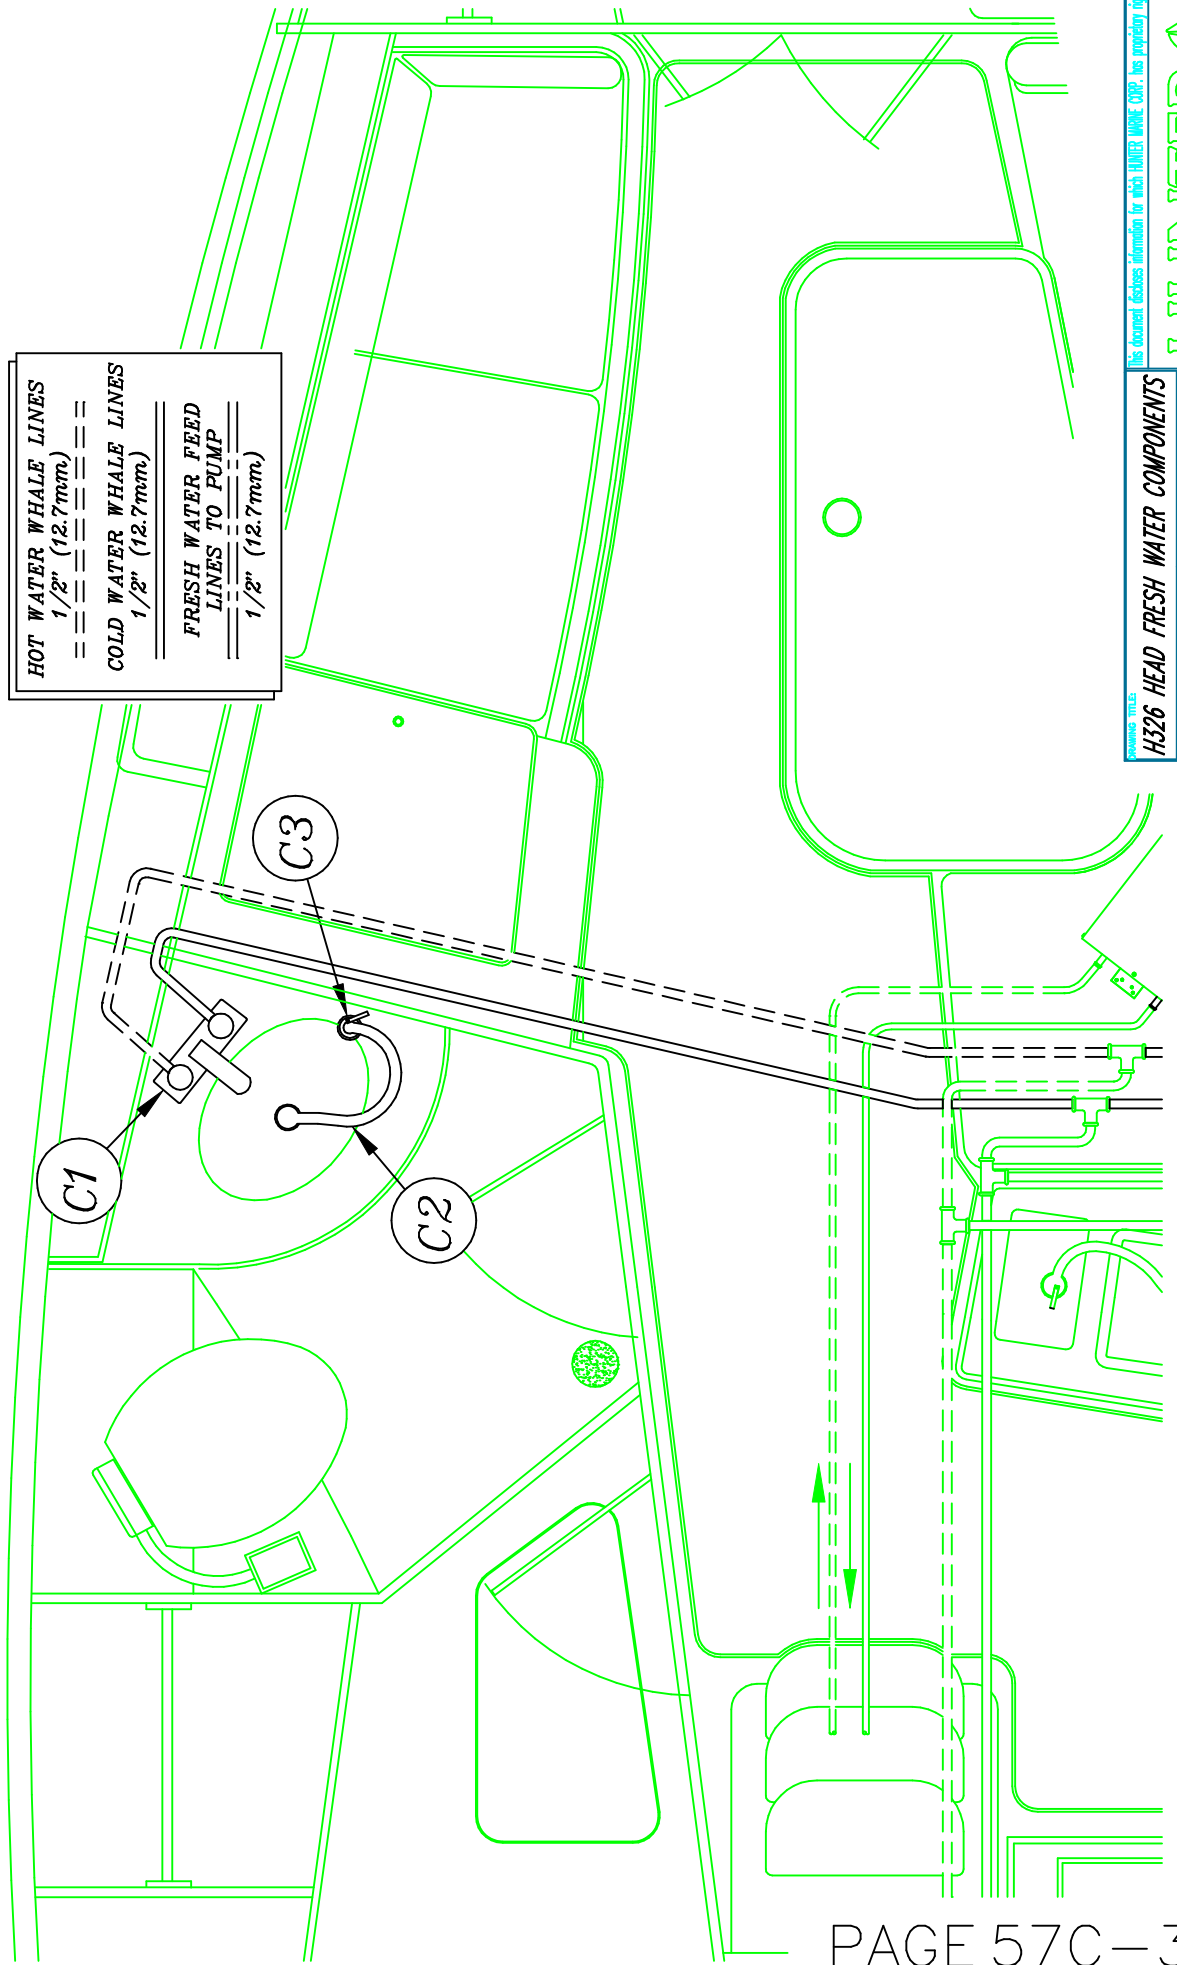 HOT WATER WHALE LINES
1/2" (12.7mm)
COLD WATER WHALE LINES
1/2" (12.7mm)
FRESH WATER FEED
LINES TO PUMP
1/2" (12.7mm)
C1
C2
C3
This document discloses information for which HUNTER MARINE CORP. has proprietary
DRAWING TITLE:
H326 HEAD FRESH WATER COMPONENTS
PAGE 57C-3